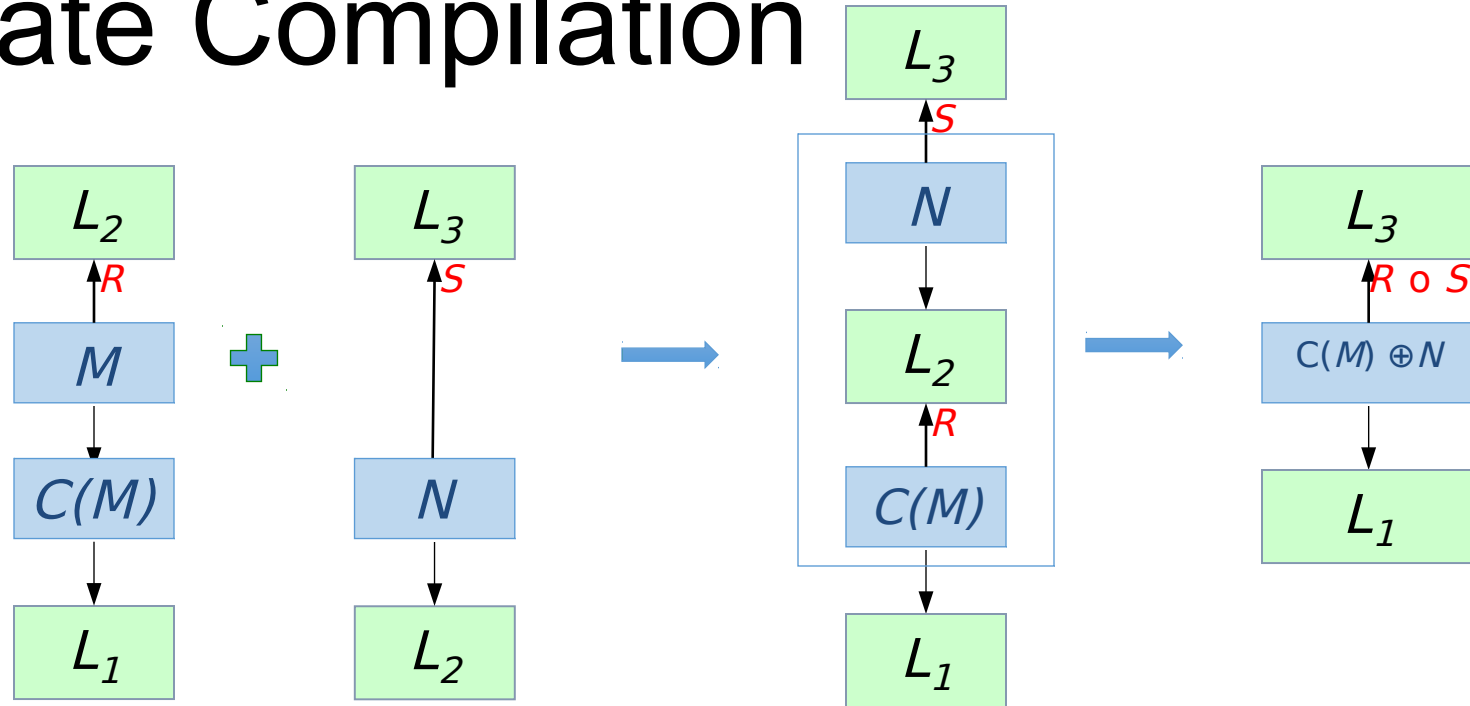 ate Compilation
L2
R
M
C(M)
L1
L3
S
N
L2
L3
S
N
L2
R
C(M)
L1
L3
R o S
C(M) ⊕N
L1